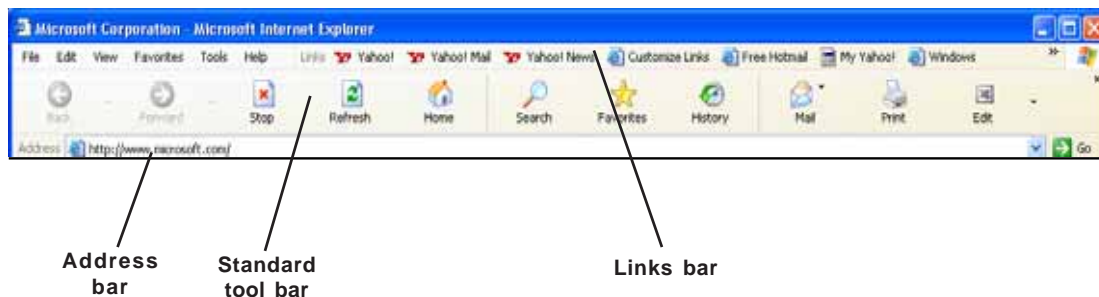 Microsoft Corporation - Microsoft Internet Explorer
File Edit View Favorites Tools Help Links Yahoo! Yahoo! Mail Yahoo! News Customize Links Free Hotmail My Yahoo! Windows »
Back Forward Stop Refresh Home Search Favorites History Mail Print Edit
Address http://www.microsoft.com/ Go
Address bar
Standard tool bar
Links bar